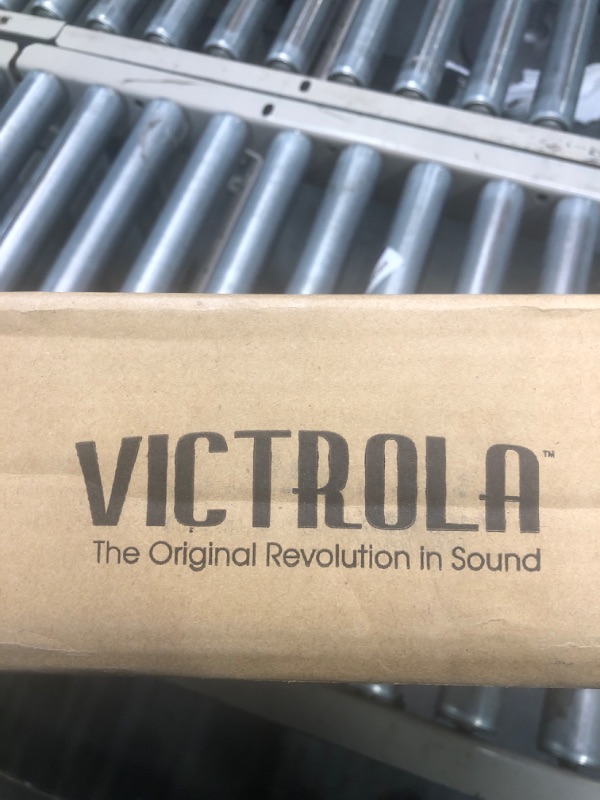 VICTROLA™
The Original Revolution in Sound